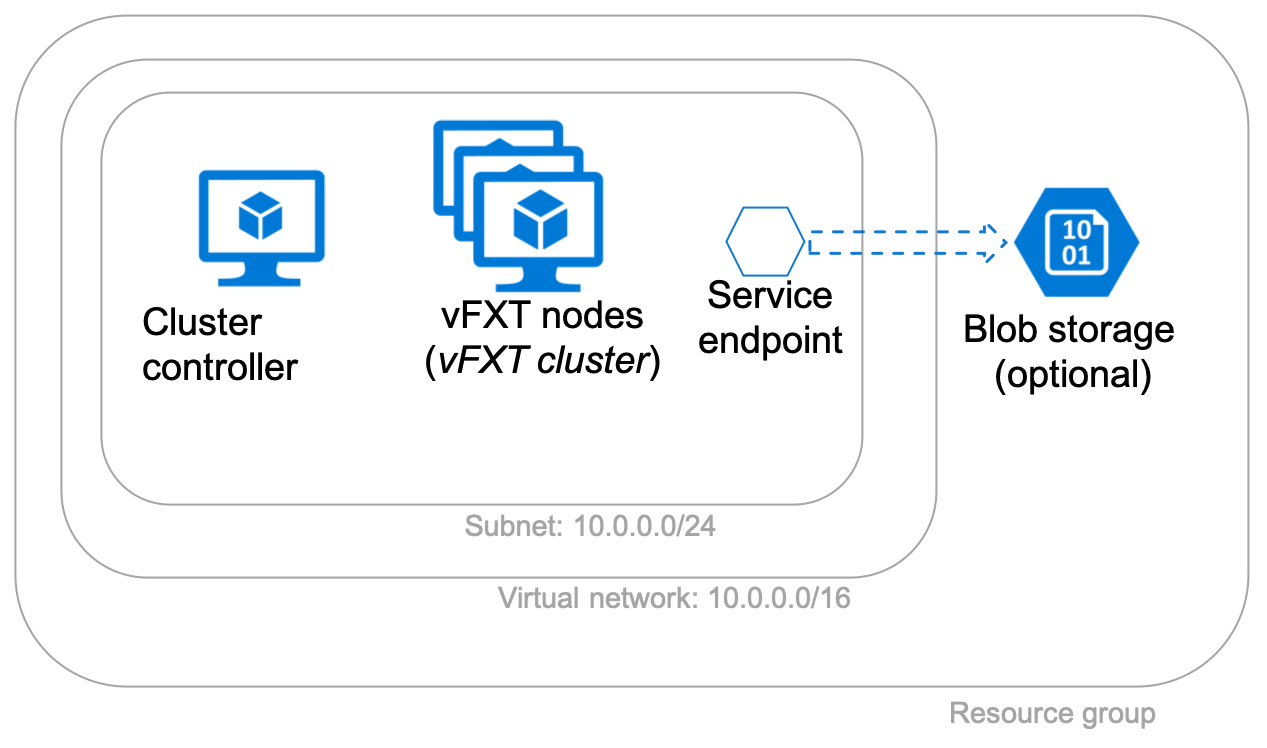 Cluster
controller
vFXT nodes
(vFXT cluster)
Service
endpoint
10
01
Blob storage
(optional)
Subnet: 10.0.0.0/24
Virtual network: 10.0.0.0/16
Resource group